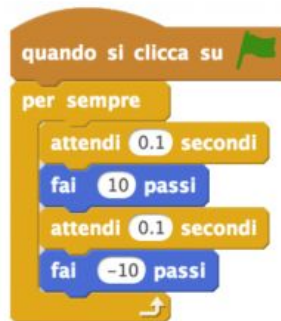 quando si clicca su
per sempre
attendi 0.1 secondi
fai 10 passi
attendi 0.1 secondi
fai -10 passi